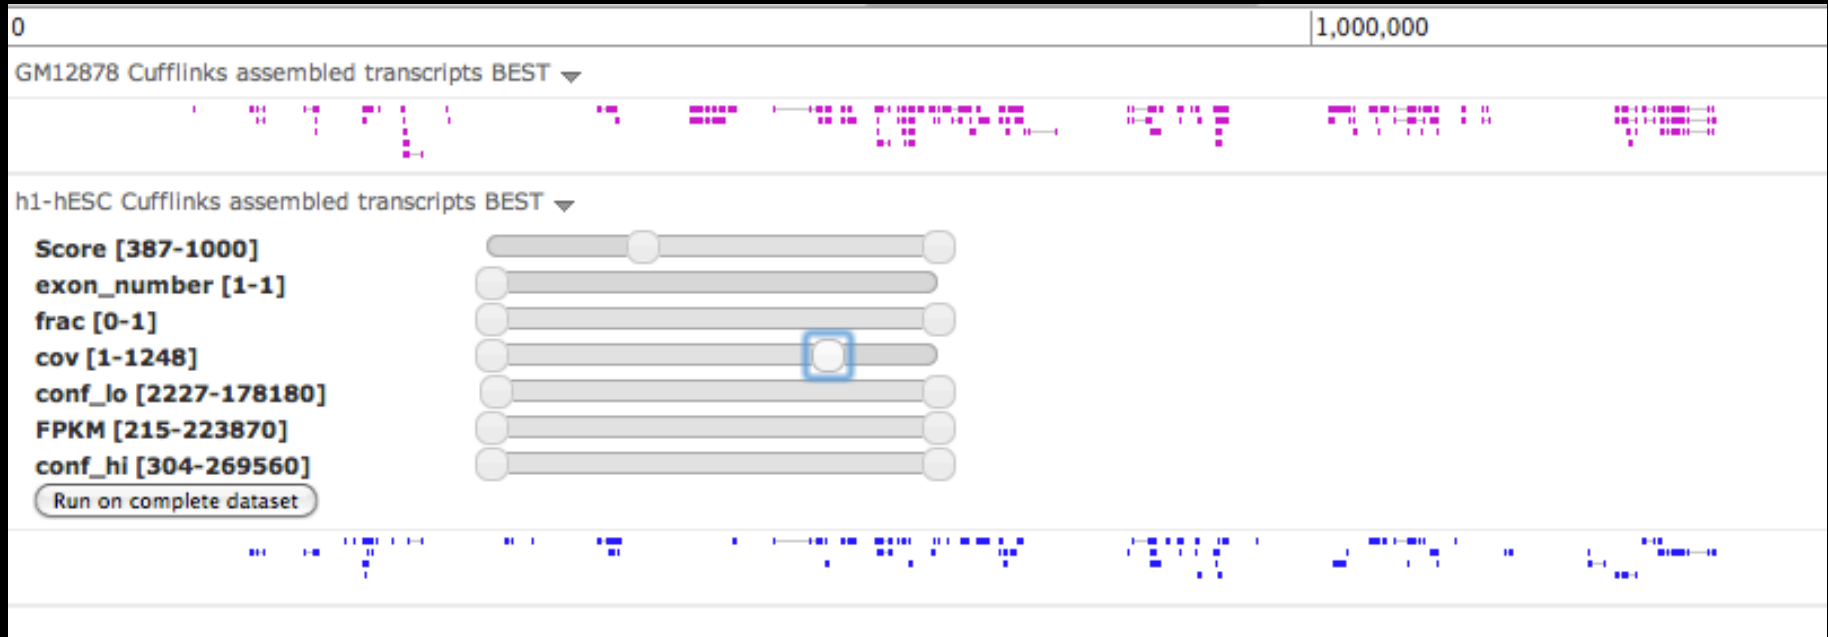 0 1,000,000
GM12878 Cufflinks assembled transcripts BEST
h1-hESC Cufflinks assembled transcripts BEST
Score [387-1000]
exon_number [1-1]
frac [0-1]
cov [1-1248]
conf_lo [2227-178180]
FPKM [215-223870]
conf_hi [304-269560]
Run on complete dataset